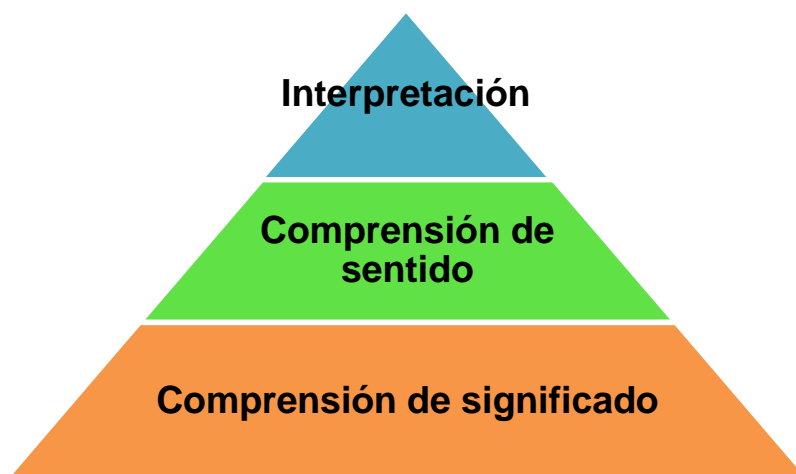 Interpretación
Comprensión de
sentido
Comprensión de significado